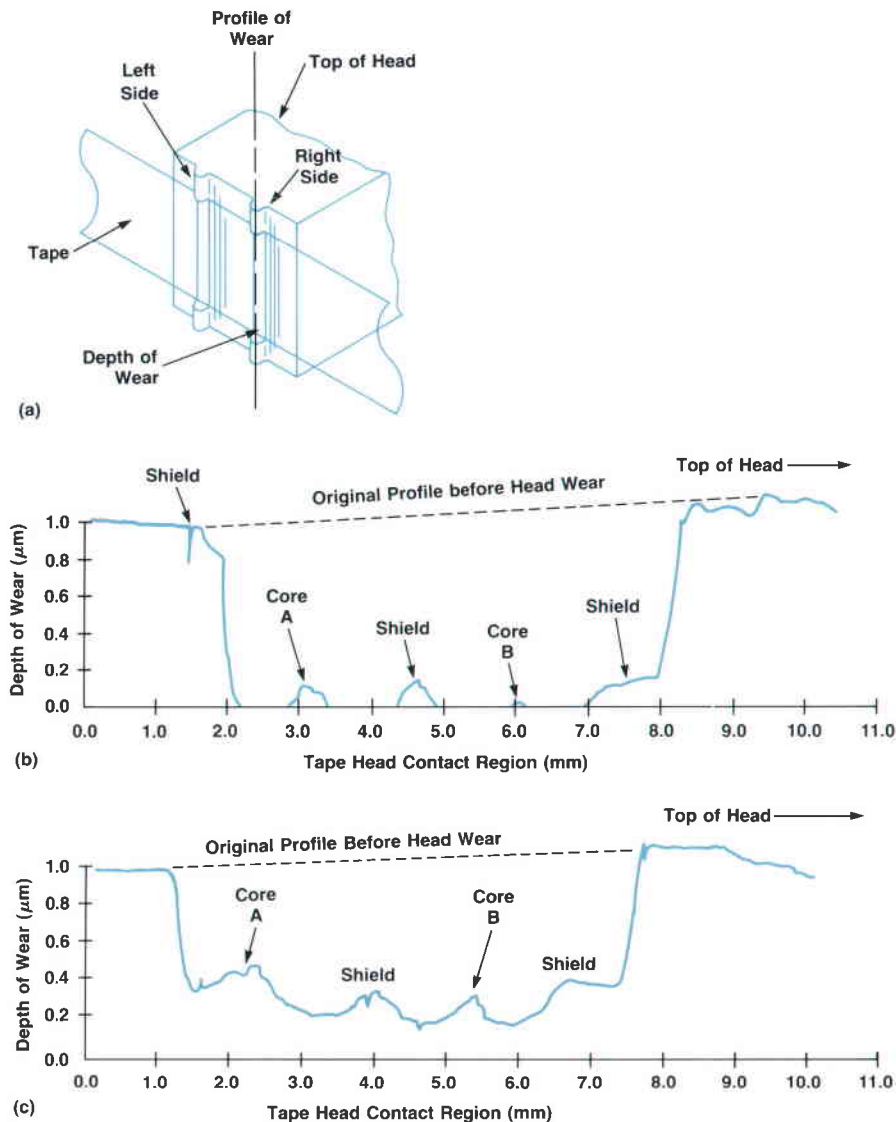 Profile of
Wear
Top of Head
Left
Side
Right
Side
Tape
Depth of
Wear
(a)
Top of Head
Shield
Original Profile before Head Wear
Depth of Wear (μm)
1.0
0.8
0.6
0.4
0.2
0.0
Core
A
Shield
Core
B
Shield
0.0 1.0 2.0 3.0 4.0 5.0 6.0 7.0 8.0 9.0 10.0 11.0
Tape Head Contact Region (mm)
(b)
Top of Head
Original Profile Before Head Wear
Depth of Wear (μm)
1.0
0.8
0.6
0.4
0.2
0.0
Core
A
Shield
Core
B
Shield
0.0 1.0 2.0 3.0 4.0 5.0 6.0 7.0 8.0 9.0 10.0 11.0
Tape Head Contact Region (mm)
(c)